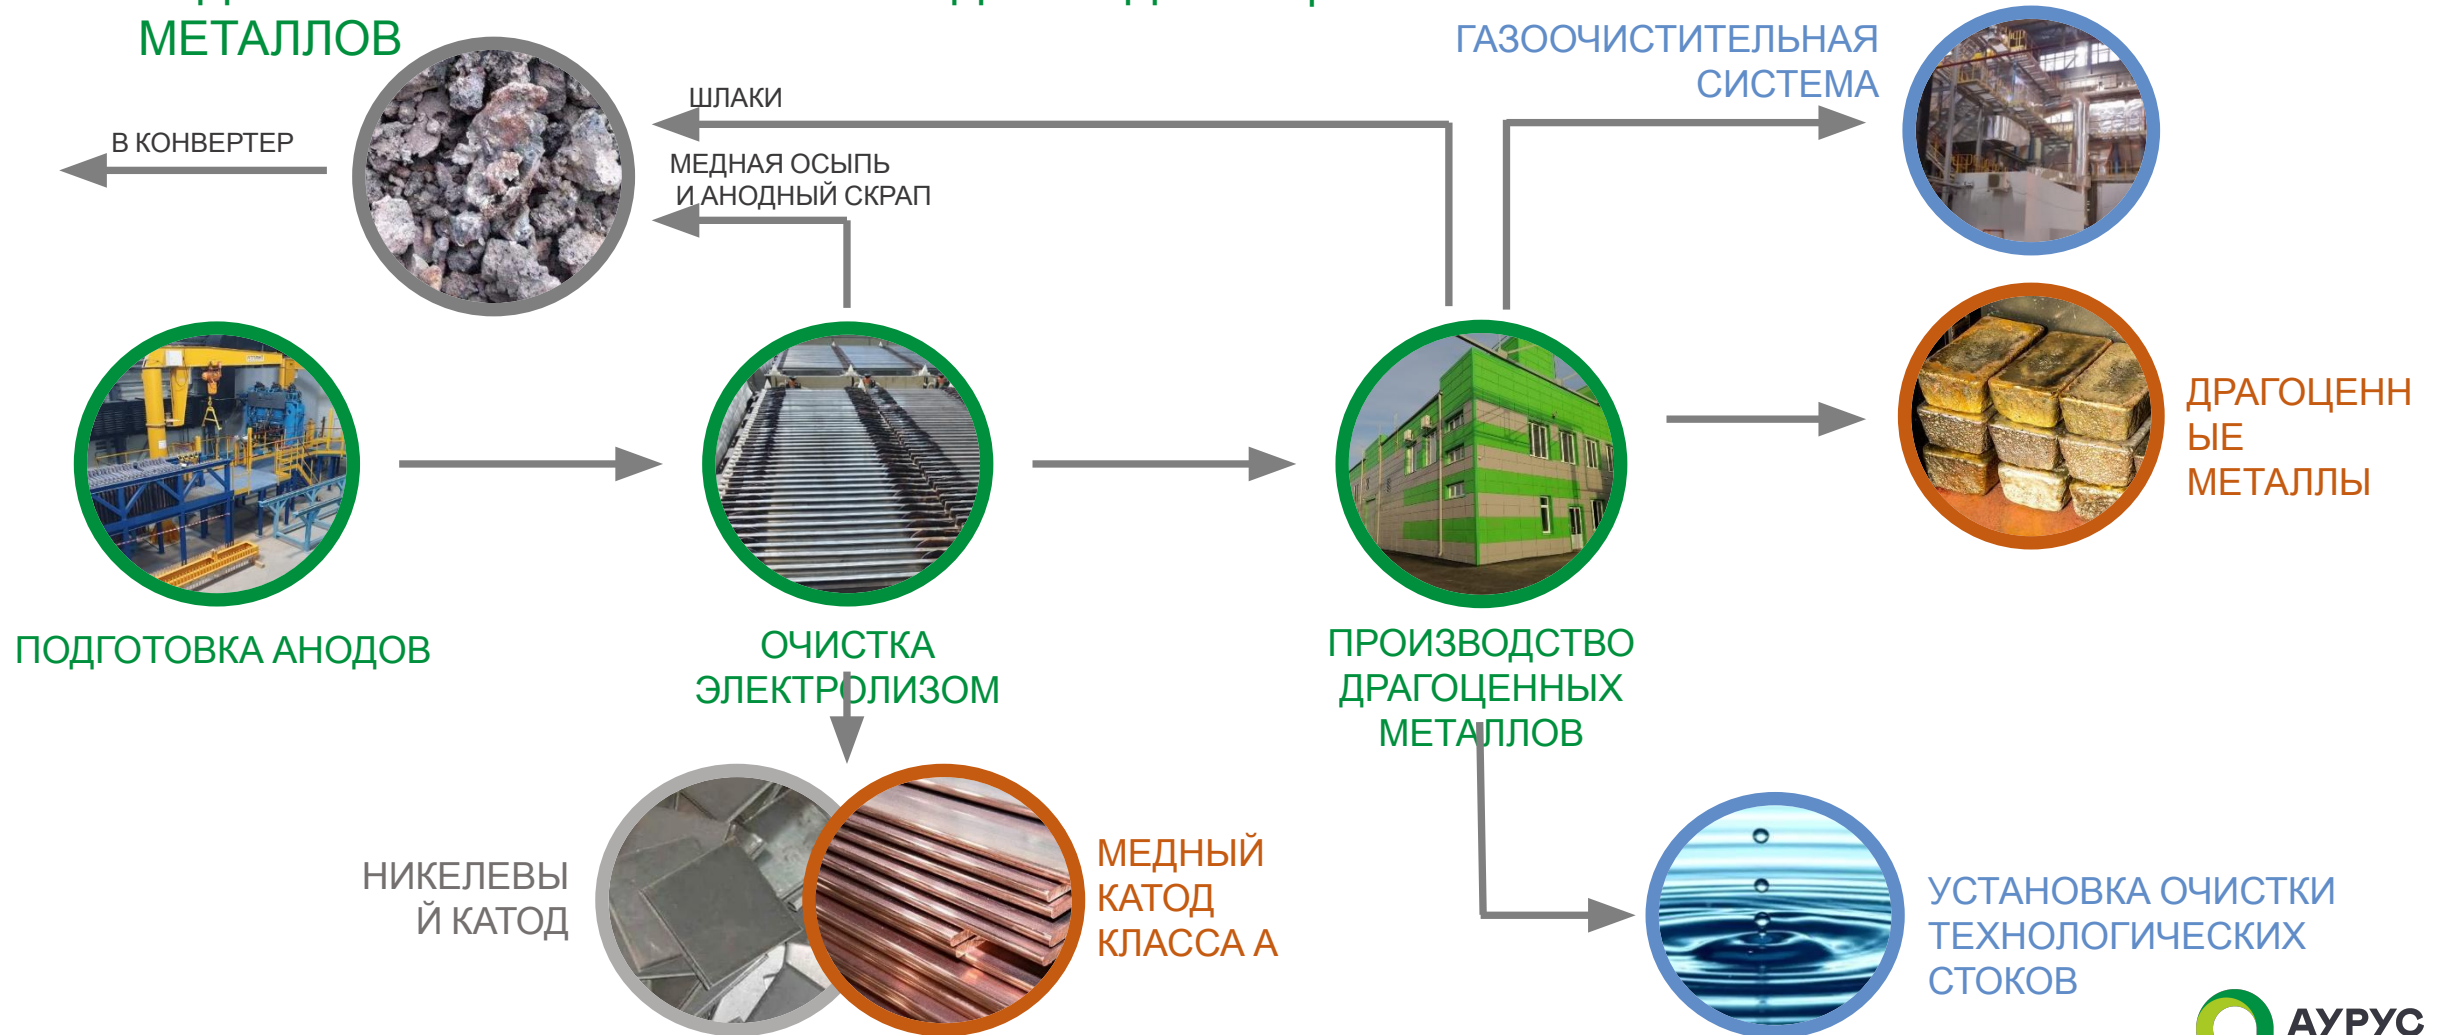 МЕТАЛЛОВ
ГАЗООЧИСТИТЕЛЬНАЯ
СИСТЕМА
ШЛАКИ
В КОНВЕРТЕР
МЕДНАЯ ОСЫПЬ
И АНОДНЫЙ СКРАП
ДРАГОЦЕНН
ЫЕ
МЕТАЛЛЫ
ПОДГОТОВКА АНОДОВ
ОЧИСТКА
ЭЛЕКТРОЛИЗОМ
ПРОИЗВОДСТВО
ДРАГОЦЕННЫХ
МЕТАЛЛОВ
НИКЕЛЕВЫ
Й КАТОД
МЕДНЫЙ
КАТОД
КЛАССА А
УСТАНОВКА ОЧИСТКИ
ТЕХНОЛОГИЧЕСКИХ
СТОКОВ
АУРУС